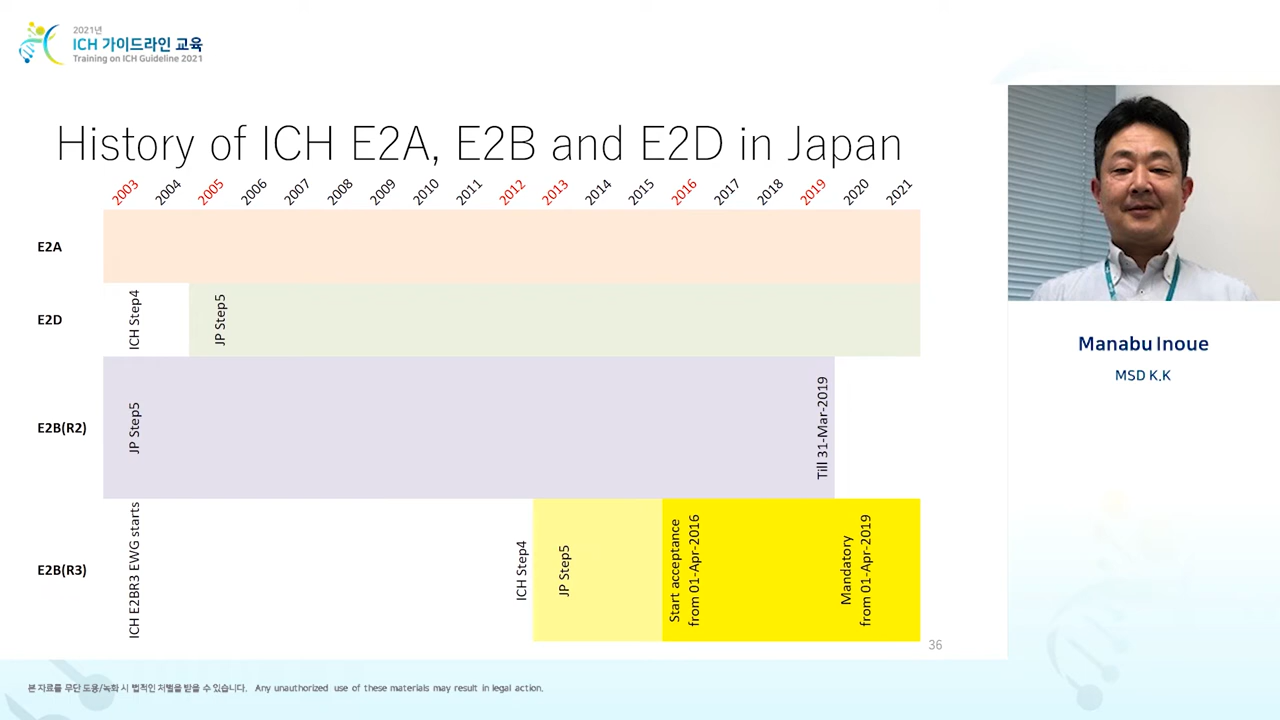 2021년
ICH 가이드라인 교육
Training on ICH Guideline 2021
History of ICH E2A, E2B and E2D in Japan
2003 2004 2005 2006 2007 2008 2009 2010 2011 2012 2013 2014 2015 2016 2017 2018 2019 2020 2021
E2A
E2D
ICH Step4
JP Step5
E2B(R2)
JP Step5
Till 31-Mar-2019
E2B(R3)
ICH E2BR3 EWG starts
ICH Step4
JP Step5
Start acceptance
from 01-Apr-2016
Mandatory
from 01-Apr-2019
36
Manabu Inoue
MSD K.K
본 자료를 무단 도용/녹화 시 법적인 처벌을 받을 수 있습니다. Any unauthorized use of these materials may result in legal action.